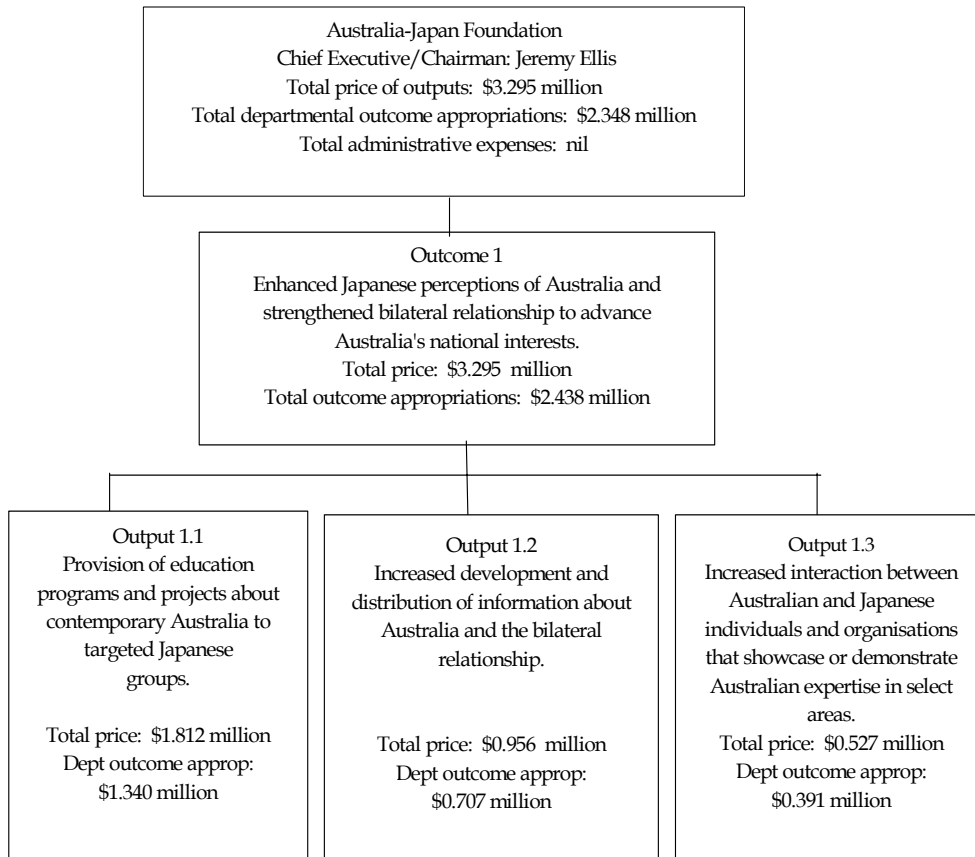 Australia-Japan Foundation
Chief Executive/Chairman: Jeremy Ellis
Total price of outputs: $3.295 million
Total departmental outcome appropriations: $2.348 million
Total administrative expenses: nil
Outcome 1
Enhanced Japanese perceptions of Australia and
strengthened bilateral relationship to advance
Australia's national interests.
Total price: $3.295 million
Total outcome appropriations: $2.438 million
Output 1.1
Provision of education
programs and projects about
contemporary Australia to
targeted Japanese
groups.
Total price: $1.812 million
Dept outcome approp:
$1.340 million
Output 1.2
Increased development and
distribution of information about
Australia and the bilateral
relationship.
Total price: $0.956 million
Dept outcome approp:
$0.707 million
Output 1.3
Increased interaction between
Australian and Japanese
individuals and organisations
that showcase or demonstrate
Australian expertise in select
areas.
Total price: $0.527 million
Dept outcome approp:
$0.391 million